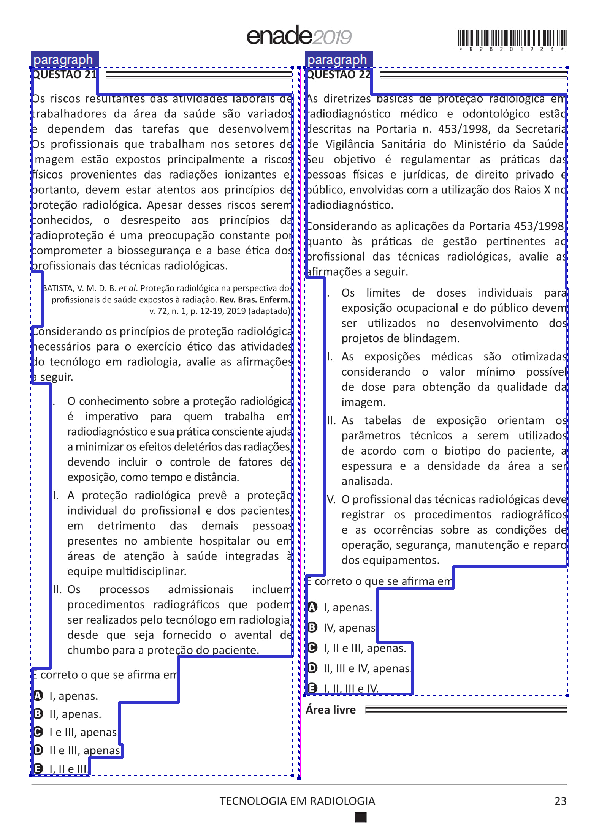 enade2019
paragraph
paragraph
QUESTÃO 21
Os riscos resultantes das atividades laborais de
trabalhadores da área da saúde são variados
e dependem das tarefas que desenvolvem.
Os profissionais que trabalham nos setores de
imagem estão expostos principalmente a riscos
físicos provenientes das radiações ionizantes e,
portanto, devem estar atentos aos princípios de
proteção radiológica. Apesar desses riscos serem
conhecidos, o desrespeito aos princípios da
radioproteção é uma preocupação constante por
comprometer a biossegurança e a base ética dos
profissionais das técnicas radiológicas.
BATISTA, V. M. D. B. et al. Proteção radiológica na perspectiva dos
profissionais de saúde expostos à radiação. Rev. Bras. Enferm.,
v. 72, n. 1, p. 12-19, 2019 (adaptado).
Considerando os princípios de proteção radiológica
necessários para o exercício ético das atividades
do tecnólogo em radiologia, avalie as afirmações
a seguir.
I. O conhecimento sobre a proteção radiológica
é imperativo para quem trabalha em
radiodiagnóstico e sua prática consciente ajuda
a minimizar os efeitos deletérios das radiações,
devendo incluir o controle de fatores de
exposição, como tempo e distância.
II. A proteção radiológica prevê a proteção
individual do profissional e dos pacientes,
em detrimento das demais pessoas
presentes no ambiente hospitalar ou em
áreas de atenção à saúde integradas à
equipe multidisciplinar.
III. Os processos admissionais incluem
procedimentos radiográficos que podem
ser realizados pelo tecnólogo em radiologia,
desde que seja fornecido o avental de
chumbo para a proteção do paciente.
É correto o que se afirma em
A I, apenas.
B II, apenas.
C I e III, apenas.
D II e III, apenas.
E I, II e III.
QUESTÃO 22
As diretrizes básicas de proteção radiológica em
radiodiagnóstico médico e odontológico estão
descritas na Portaria n. 453/1998, da Secretaria
de Vigilância Sanitária do Ministério da Saúde.
Seu objetivo é regulamentar as práticas das
pessoas físicas e jurídicas, de direito privado e
público, envolvidas com a utilização dos Raios X no
radiodiagnóstico.
Considerando as aplicações da Portaria 453/1998,
quanto às práticas de gestão pertinentes ao
profissional das técnicas radiológicas, avalie as
afirmações a seguir.
I. Os limites de doses individuais para
exposição ocupacional e do público devem
ser utilizados no desenvolvimento dos
projetos de blindagem.
II. As exposições médicas são otimizadas
considerando o valor mínimo possível
de dose para obtenção da qualidade da
imagem.
III. As tabelas de exposição orientam os
parâmetros técnicos a serem utilizados
de acordo com o biotipo do paciente, a
espessura e a densidade da área a ser
analisada.
IV. O profissional das técnicas radiológicas deve
registrar os procedimentos radiográficos
e as ocorrências sobre as condições de
operação, segurança, manutenção e reparo
dos equipamentos.
É correto o que se afirma em
A I, apenas.
B IV, apenas.
C I, II e III, apenas.
D II, III e IV, apenas.
E I, II, III e IV.
Área livre
TECNOLOGIA EM RADIOLOGIA
23